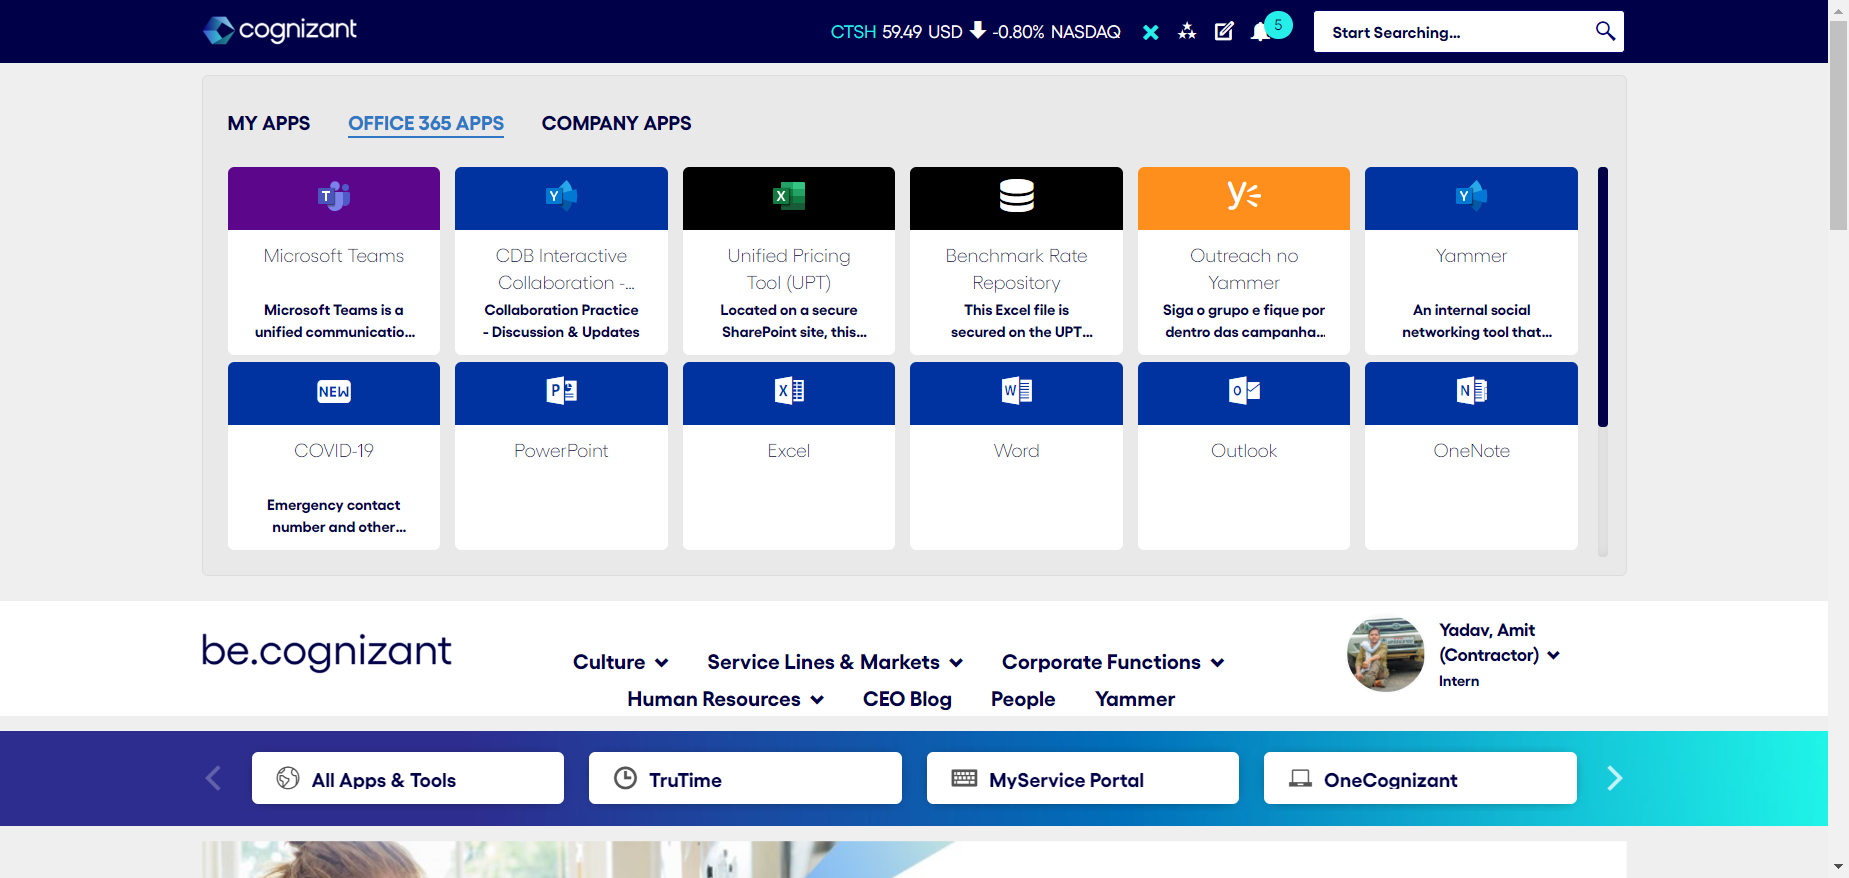 cognizant
CTSH 59.49 USD -0.80% NASDAQ
5
Start Searching...
MY APPS
OFFICE 365 APPS
COMPANY APPS
Microsoft Teams
Microsoft Teams is a
unified communicatio...
CDB Interactive
Collaboration -...
Collaboration Practice
- Discussion & Updates
Unified Pricing
Tool (UPT)
Located on a secure
SharePoint site, this...
Benchmark Rate
Repository
This Excel file is
secured on the UPT...
Outreach no
Yammer
Siga o grupo e fique por
dentro das campanha...
Yammer
An internal social
networking tool that...
NEW
COVID-19
Emergency contact
number and other...
PowerPoint
Excel
Word
Outlook
OneNote
be.cognizant
Culture
Service Lines & Markets
Corporate Functions
Human Resources
CEO Blog
People
Yammer
Yadav, Amit
(Contractor)
Intern
All Apps & Tools
TruTime
MyService Portal
OneCognizant